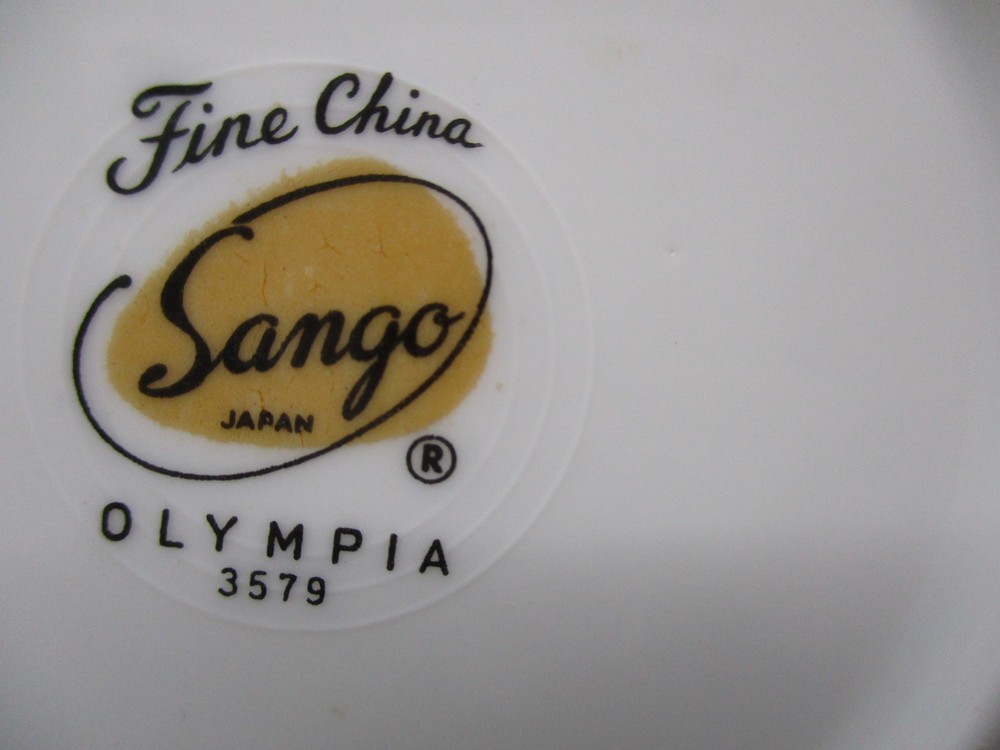 Fine China
Sango
JAPAN
®
OLYMPIA
3579